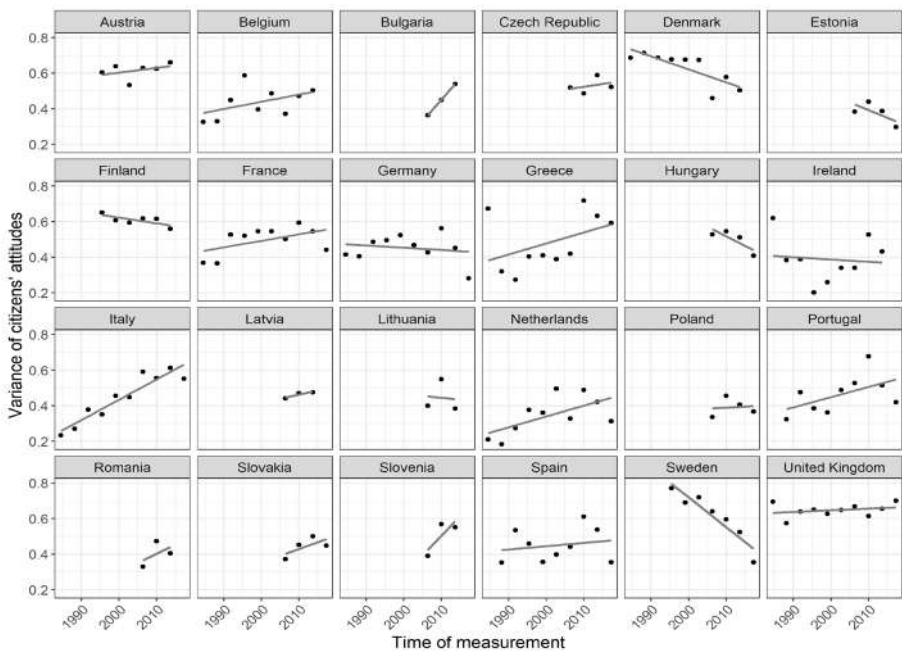 Austria Belgium Bulgaria Czech Republic Denmark Estonia
0.8
0.6
0.4
0.2
Finland France Germany Greece Hungary Ireland
0.8
0.6
0.4
0.2
Italy Latvia Lithuania Netherlands Poland Portugal
0.8
0.6
0.4
0.2
Romania Slovakia Slovenia Spain Sweden United Kingdom
0.8
0.6
0.4
0.2
Variance of citizens' attitudes
1990 2000 2010 1990 2000 2010 1990 2000 2010 1990 2000 2010 1990 2000 2010 1990 2000 2010
Time of measurement